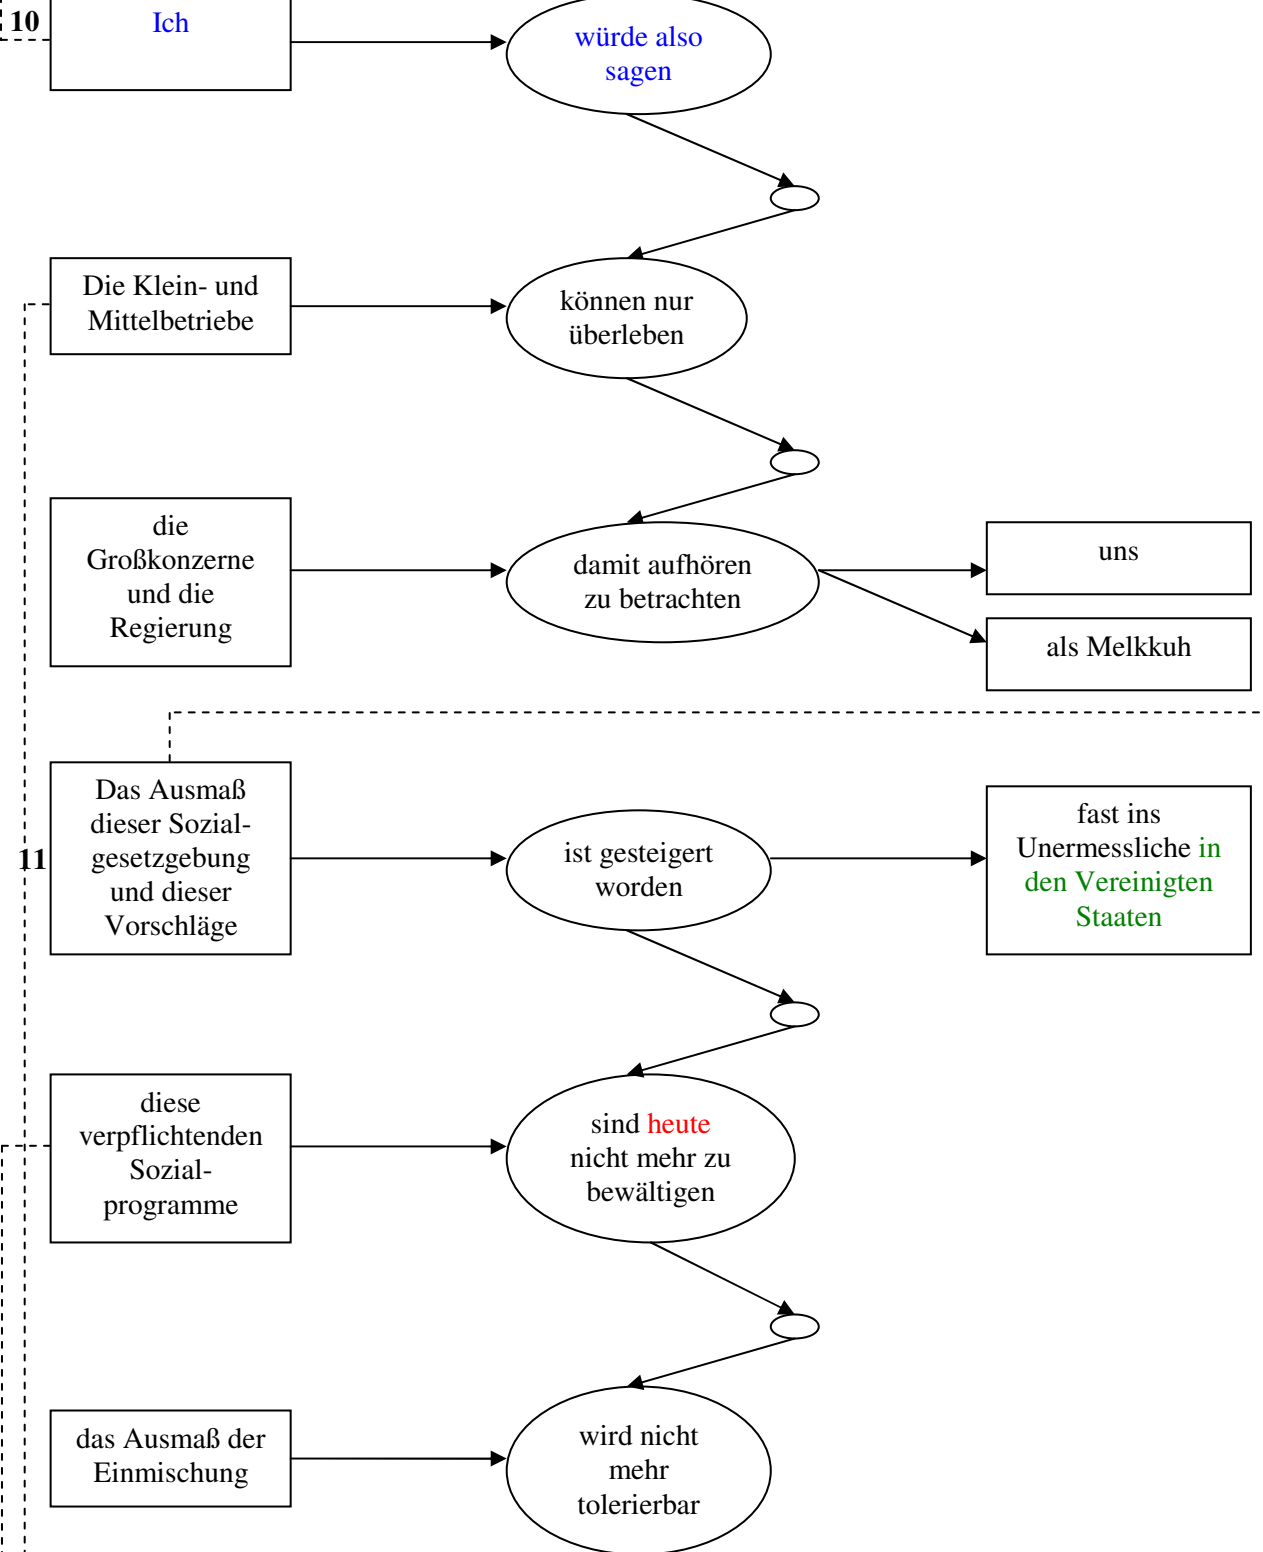 10
Ich
würde also
sagen
Die Klein- und
Mittelbetriebe
können nur
überleben
die
Großkonzerne
und die
Regierung
damit aufhören
zu betrachten
uns
als Melkkuh
11
Das Ausmaß
dieser Sozial-
gesetzgebung
und dieser
Vorschläge
ist gesteigert
worden
fast ins
Unermessliche in
den Vereinigten
Staaten
diese
verpflichtenden
Sozial-
programme
sind heute
nicht mehr zu
bewältigen
das Ausmaß der
Einmischung
wird nicht
mehr
tolerierbar